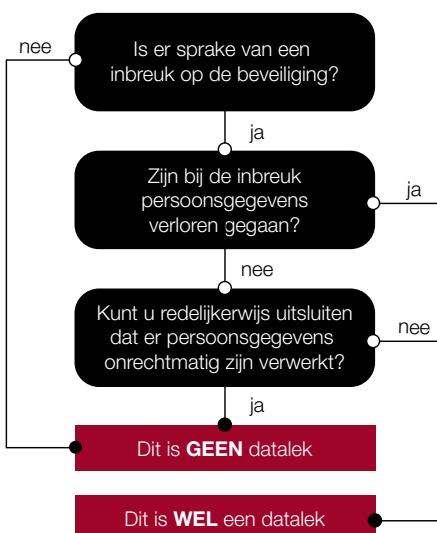 nee
Is er sprake van een
inbreuk op de beveiliging?
ja
Zijn bij de inbreuk
persoonsgegevens
verloren gegaan?
ja
nee
Kunt u redelijkerwijs uitsluiten
dat er persoonsgegevens
onrechtmatig zijn verwerkt?
nee
ja
Dit is GEEN datalek
Dit is WEL een datalek